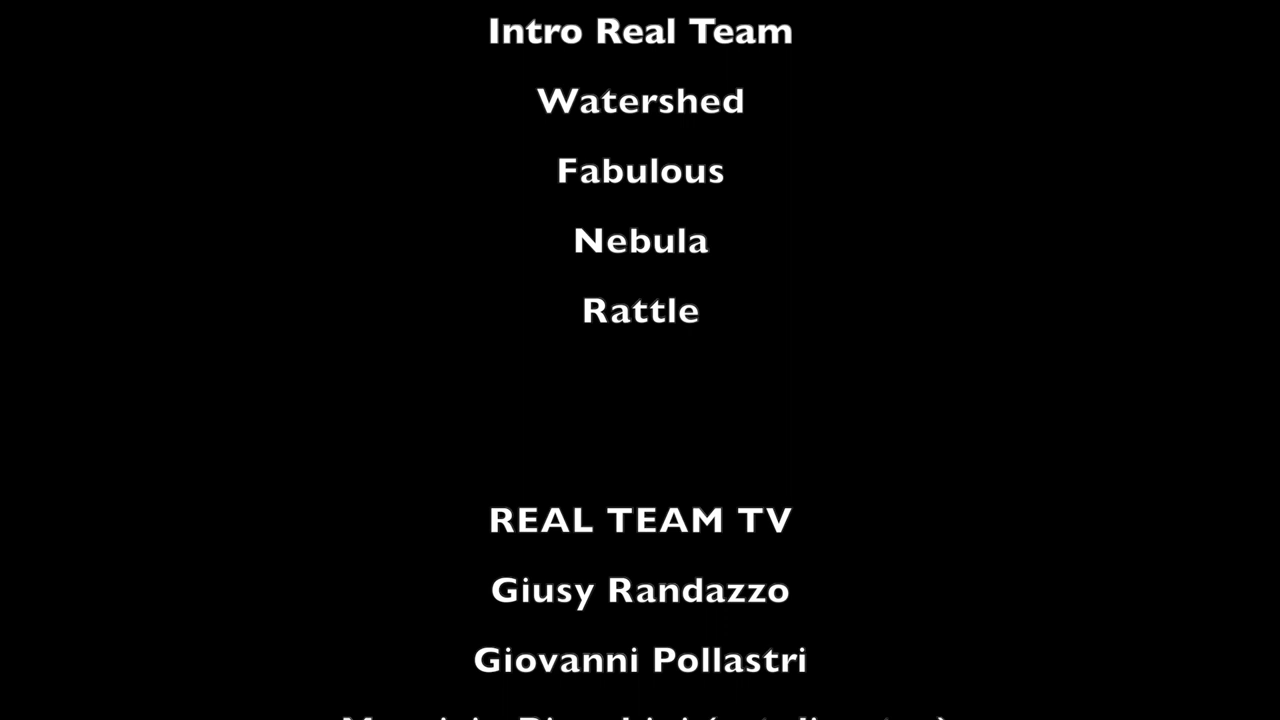 Intro Real Team
Watershed
Fabulous
Nebula
Rattle
REAL TEAM TV
Giusy Randazzo
Giovanni Pollastri